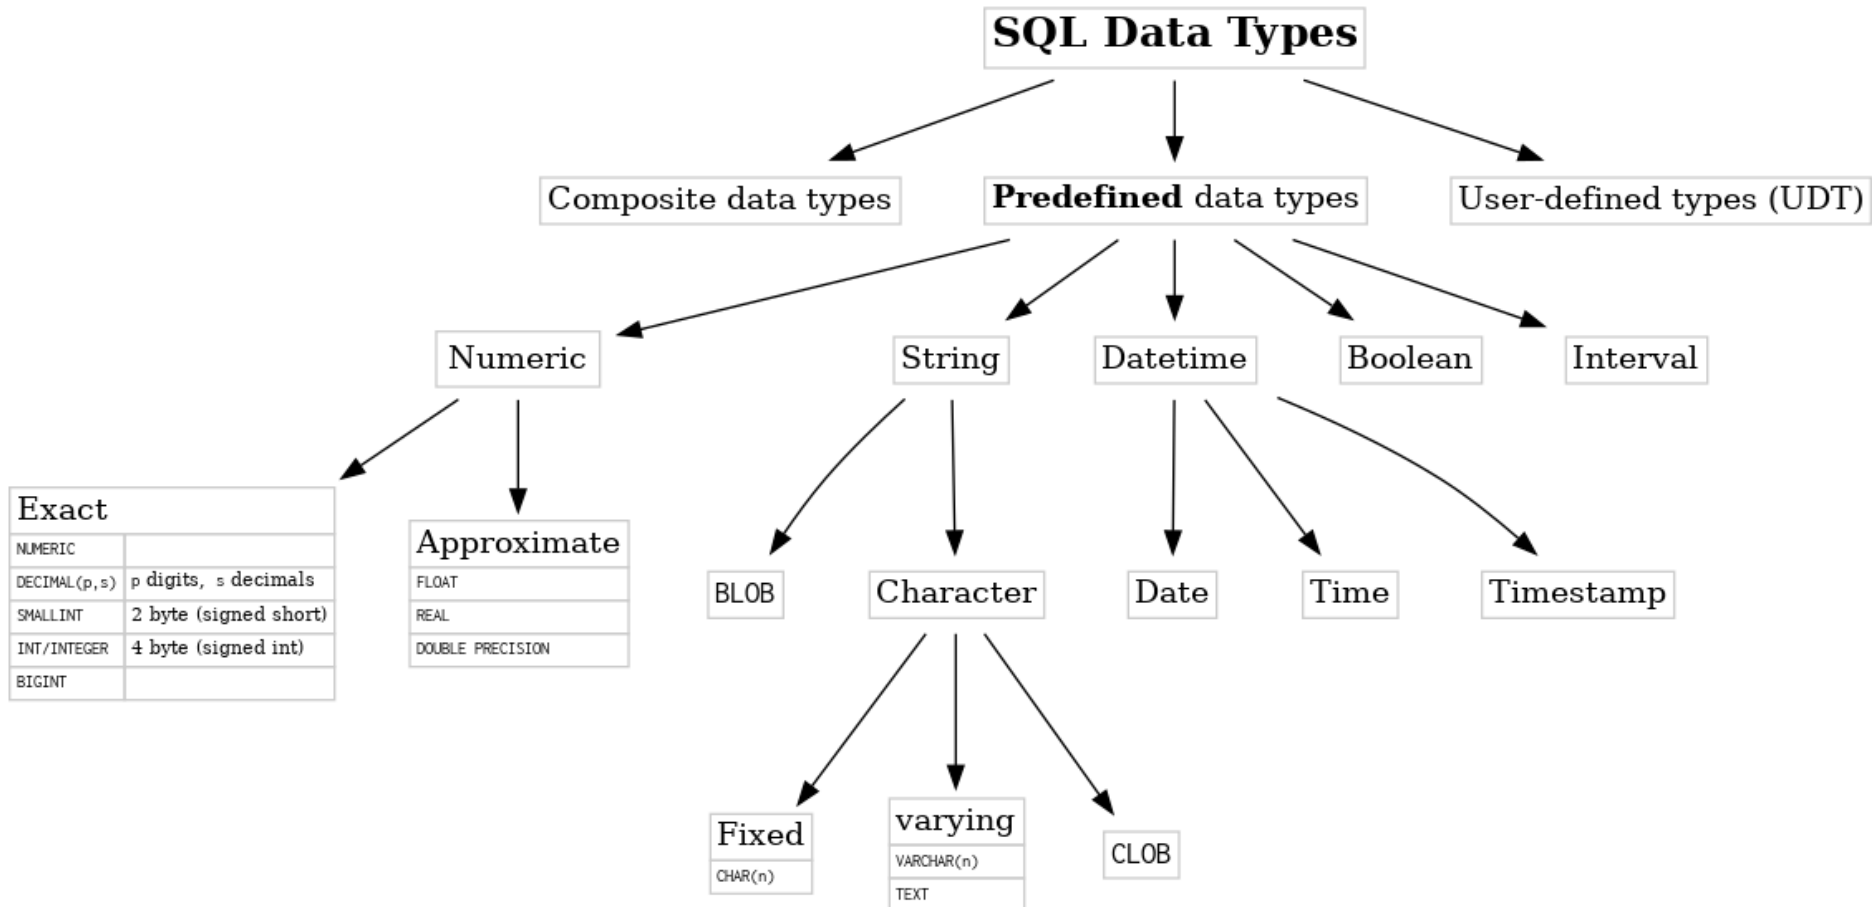 SQL Data Types
Composite data types
Predefined data types
User-defined types (UDT)
Numeric
String
Datetime
Boolean
Interval
Exact
NUMERIC
DECIMAL(p,s) p digits, s decimals
SMALLINT 2 byte (signed short)
INT/INTEGER 4 byte (signed int)
BIGINT
Approximate
FLOAT
REAL
DOUBLE PRECISION
BLOB
Character
Date
Time
Timestamp
Fixed
CHAR(n)
varying
VARCHAR(n)
TEXT
CLOB